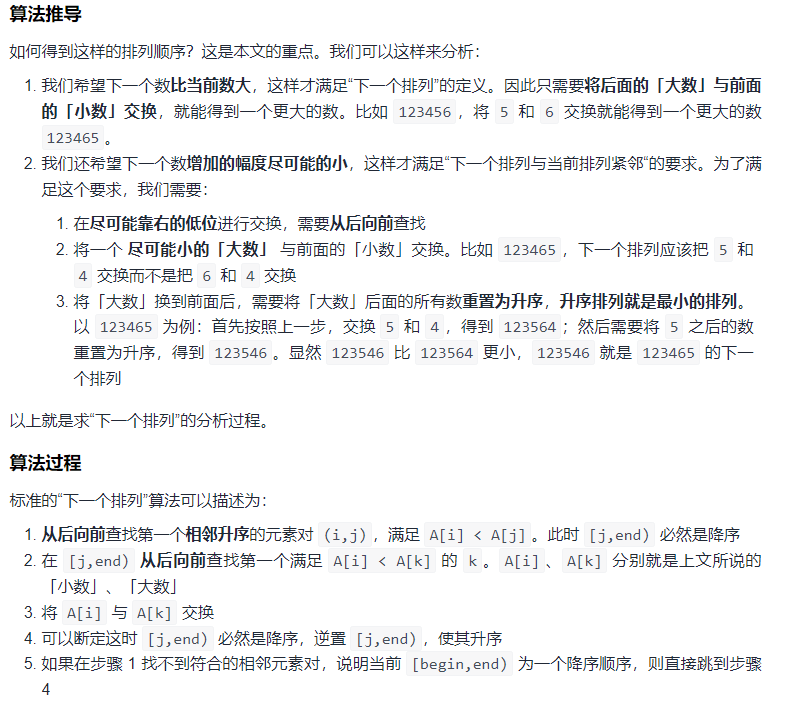 算法推导
如何得到这样的排列顺序？这是本文的重点。我们可以这样来分析：
1. 我们希望下一个数比当前数大，这样才满足“下一个排列”的定义。因此只需要将后面的「大数」与前面
的「小数」交换，就能得到一个更大的数。比如 123456，将 5 和 6 交换就能得到一个更大的数
123465。
2. 我们还希望下一个数增加的幅度尽可能的小，这样才满足“下一个排列与当前排列紧邻“的要求。为了满
足这个要求，我们需要：
1. 在尽可能靠右的低位进行交换，需要从后向前查找
2. 将一个 尽可能小的「大数」 与前面的「小数」交换。比如 123465，下一个排列应该把 5 和
4 交换而不是把 6 和 4 交换
3. 将「大数」换到前面后，需要将「大数」后面的所有数重置为升序，升序排列就是最小的排列。
以 123465 为例：首先按照上一步，交换 5 和 4，得到 123564；然后需要将 5 之后的数
重置为升序，得到 123546。显然 123546 比 123564 更小，123546 就是 123465 的下一
个排列
以上就是求“下一个排列”的分析过程。
算法过程
标准的“下一个排列”算法可以描述为：
1. 从后向前查找第一个相邻升序的元素对 (i,j)，满足 A[i] < A[j]。此时 [j,end) 必然是降序
2. 在 [j,end) 从后向前查找第一个满足 A[i] < A[k] 的 k。A[i]、A[k] 分别就是上文所说的
「小数」、「大数」
3. 将 A[i] 与 A[k] 交换
4. 可以断定这时 [j,end) 必然是降序，逆置 [j,end)，使其升序
5. 如果在步骤 1 找不到符合的相邻元素对，说明当前 [begin,end) 为一个降序顺序，则直接跳到步骤
4